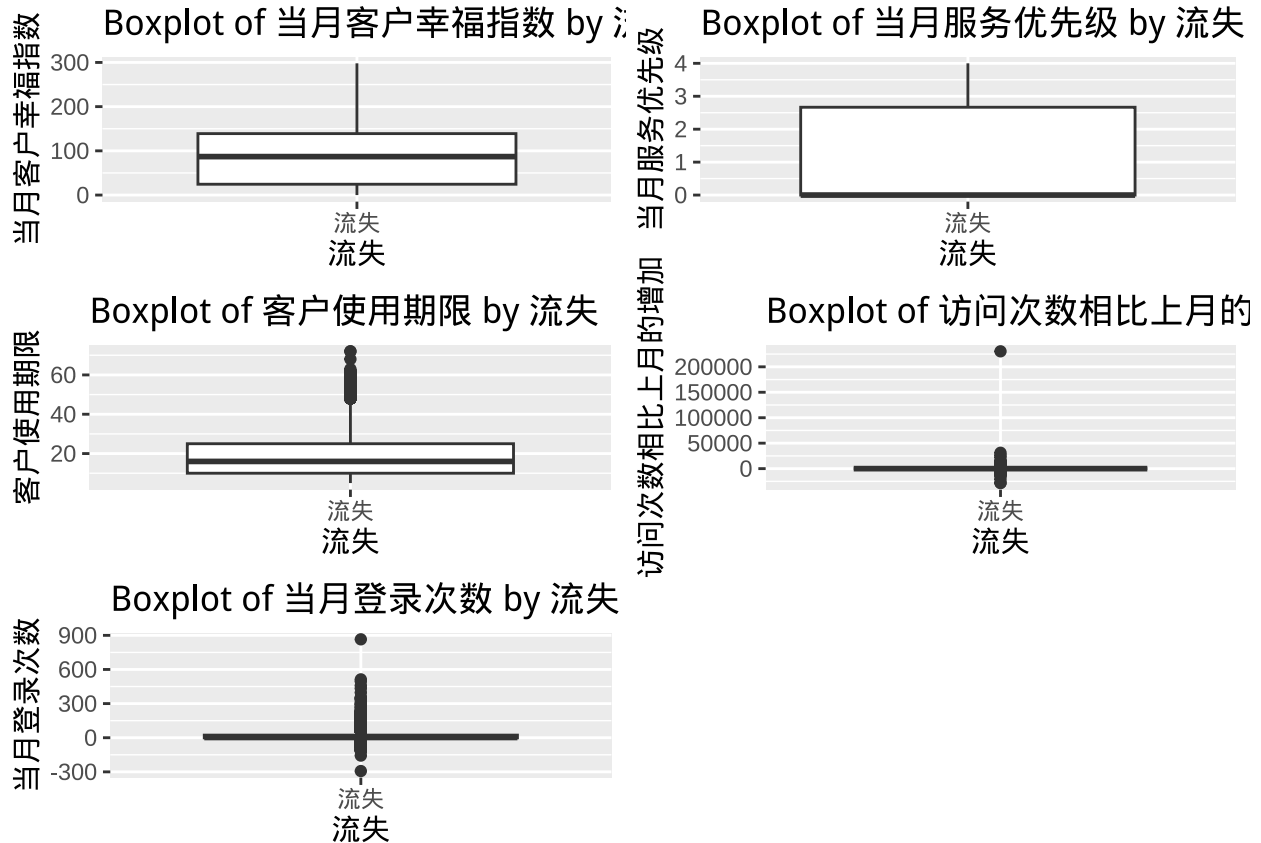 Boxplot of 当月客户幸福指数 by
当月客户幸福指数
300
200
100
0
流失
流失
Boxplot of 当月服务优先级 by 流失
当月服务优先级
4
3
2
1
0
流失
流失
Boxplot of 客户使用期限 by 流失
客户使用期限
60
40
20
流失
流失
Boxplot of 访问次数相比上月的
访问次数相比上月的增加
200000
150000
100000
50000
0
流失
流失
Boxplot of 当月登录次数 by 流失
当月登录次数
900
600
300
0
-300
流失
流失